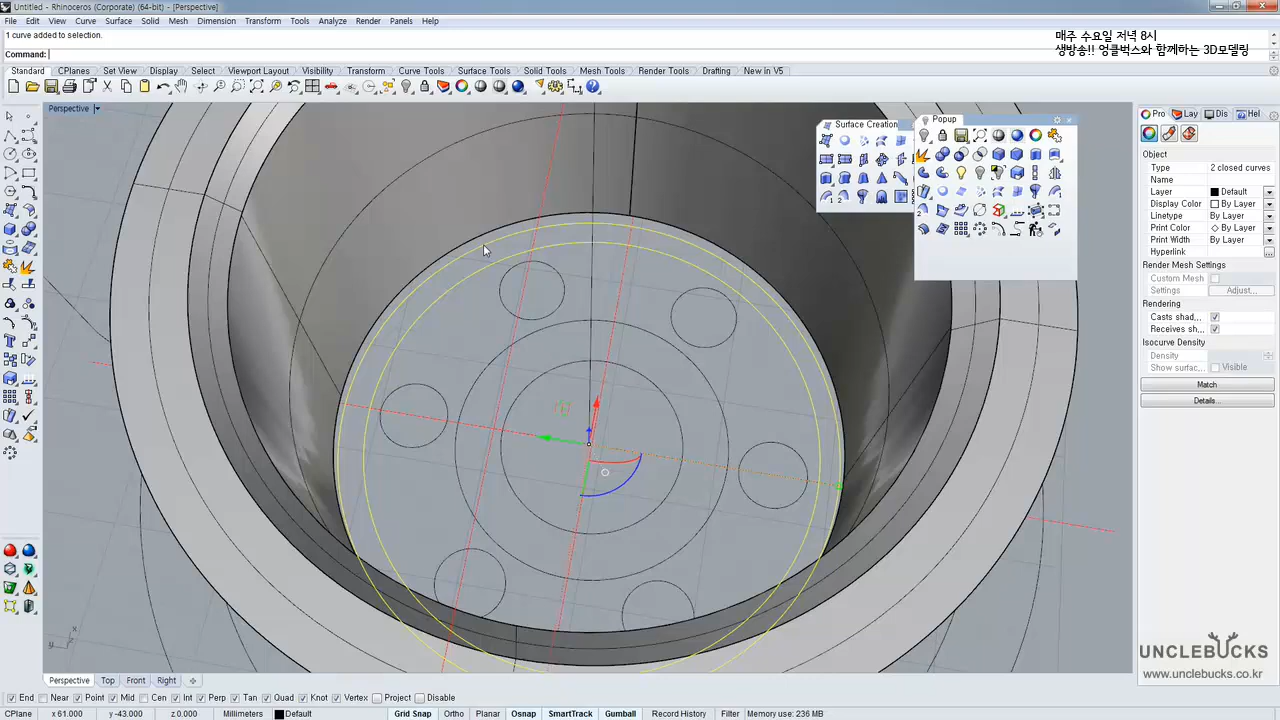 Untitled - Rhinoceros (Corporate) (64-bit) - [Perspective]
File Edit View Curve Surface Solid Mesh Dimension Transform Tools Analyze Render Panels Help
1 curve added to selection.
Command:
매주 수요일 저녁 8시
생방송!! 엉클벅스와 함께하는 3D모델링
Standard CPlanes Set View Display Select Viewport Layout Visibility Transform Curve Tools Surface Tools Solid Tools Mesh Tools Render Tools Drafting New in V5
Perspective
Surface Creation
Popup
Pro Lay Dis Hel
Object
Type 2 closed curves
Name
Layer Default
Display Color By Layer
Linetype By Layer
Print Color By Layer
Print Width By Layer
Hyperlink
Render Mesh Settings
Custom Mesh
Settings Adjust...
Rendering
Casts shad...
Receives sh...
Isocurve Density
Density
Show surfac... Visible
Match
Details...
UNCLEBUCKS
www.unclebucks.co.kr
Perspective Top Front Right
End Near Point Mid Cen Int Perp Tan Quad Knot Vertex Project Disable
CPlane x 61.000 y -43.000 z 0.000 Millimeters Default Grid Snap Ortho Planar Osnap SmartTrack Gumball Record History Filter Memory use: 236 MB